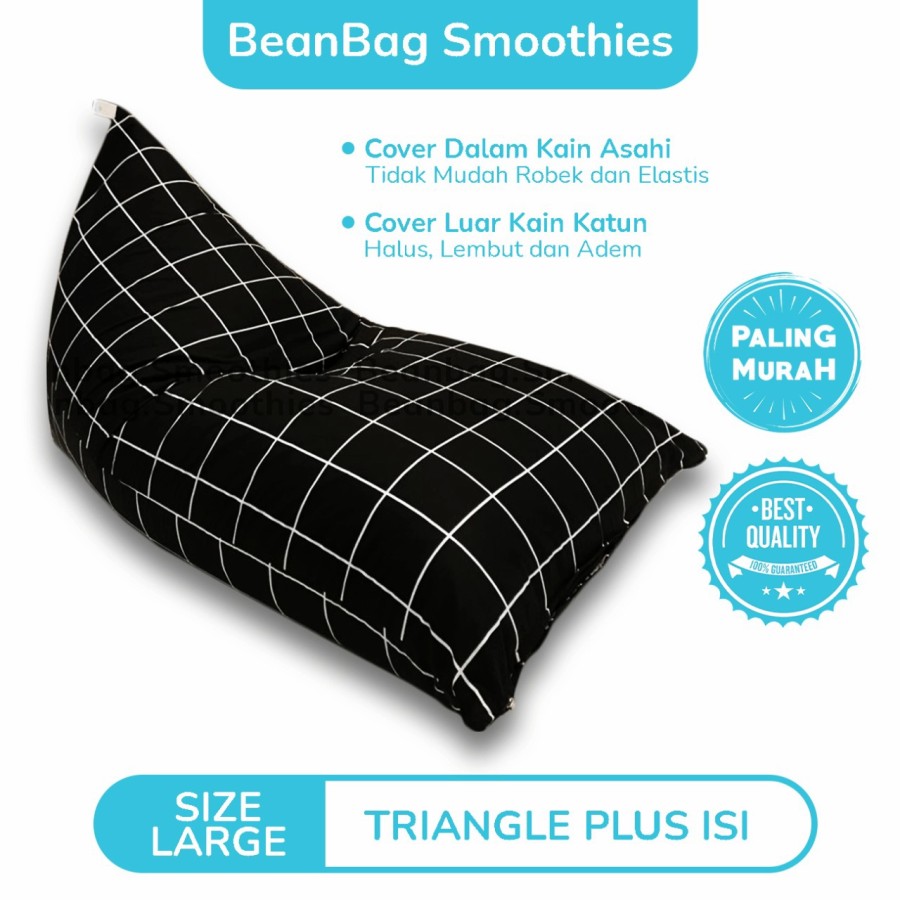 BeanBag Smoothies
• Cover Dalam Kain Asahi
Tidak Mudah Robek dan Elastis
• Cover Luar Kain Katun
Halus, Lembut dan Adem
PALING
MURAH
•BEST•
QUALITY
100% GUARANTEED
SIZE
LARGE
TRIANGLE PLUS ISI